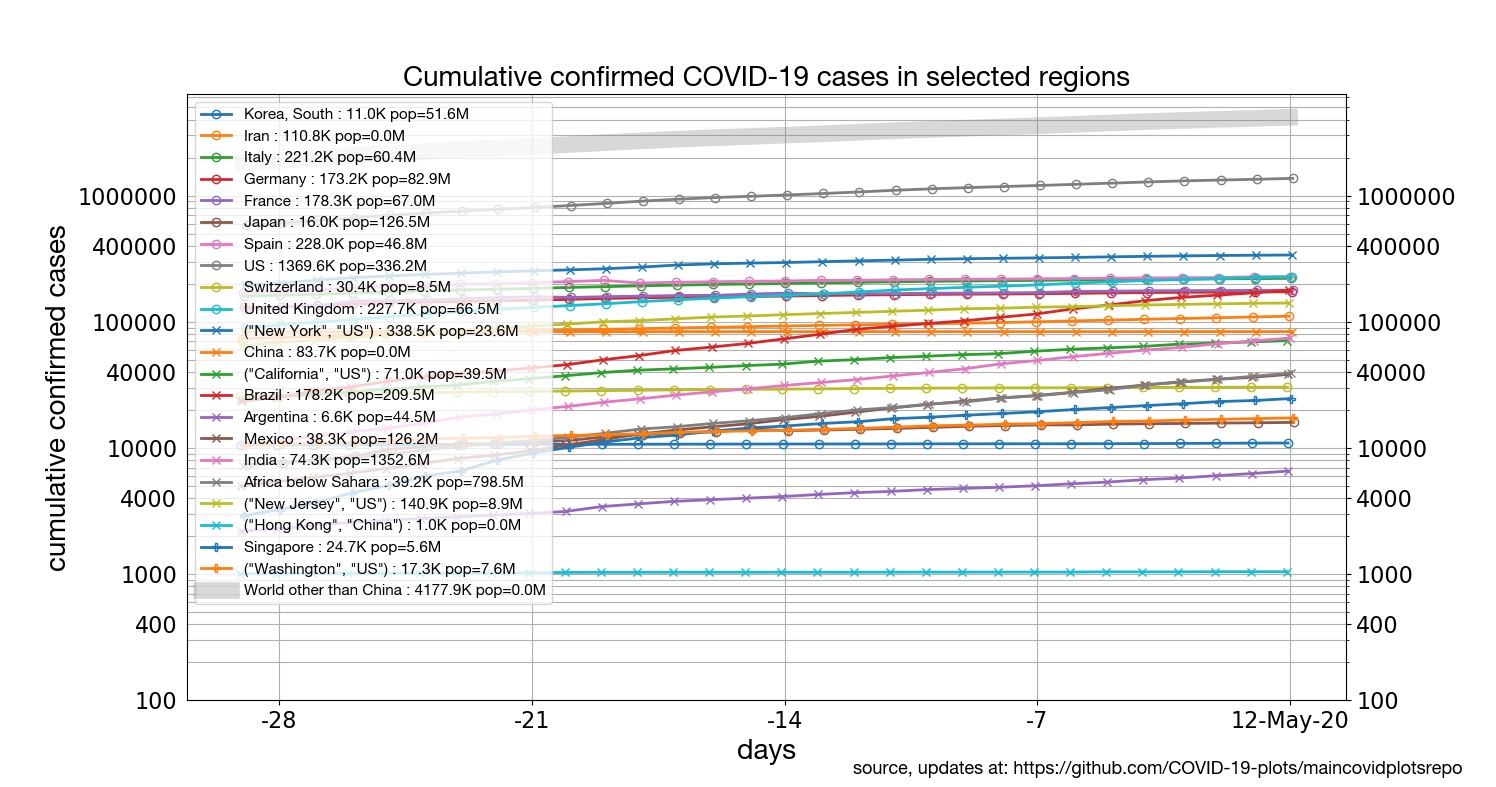 Cumulative confirmed COVID-19 cases in selected regions
Korea, South : 11.0K pop=51.6M
Iran : 110.8K pop=0.0M
Italy : 221.2K pop=60.4M
Germany : 173.2K pop=82.9M
France : 178.3K pop=67.0M
Japan : 16.0K pop=126.5M
Spain : 228.0K pop=46.8M
US : 1369.6K pop=336.2M
Switzerland : 30.4K pop=8.5M
United Kingdom : 227.7K pop=66.5M
("New York", "US") : 338.5K pop=23.6M
China : 83.7K pop=0.0M
("California", "US") : 71.0K pop=39.5M
Brazil : 178.2K pop=209.5M
Argentina : 6.6K pop=44.5M
Mexico : 38.3K pop=126.2M
India : 74.3K pop=1352.6M
Africa below Sahara : 39.2K pop=798.5M
("New Jersey", "US") : 140.9K pop=8.9M
("Hong Kong", "China") : 1.0K pop=0.0M
Singapore : 24.7K pop=5.6M
("Washington", "US") : 17.3K pop=7.6M
World other than China : 4177.9K pop=0.0M
cumulative confirmed cases
1000000
400000
100000
40000
10000
4000
1000
400
100
1000000
400000
100000
40000
10000
4000
1000
400
100
-28
-21
-14
-7
12-May-20
days
source, updates at: https://github.com/COVID-19-plots/maincovidplotsrepo